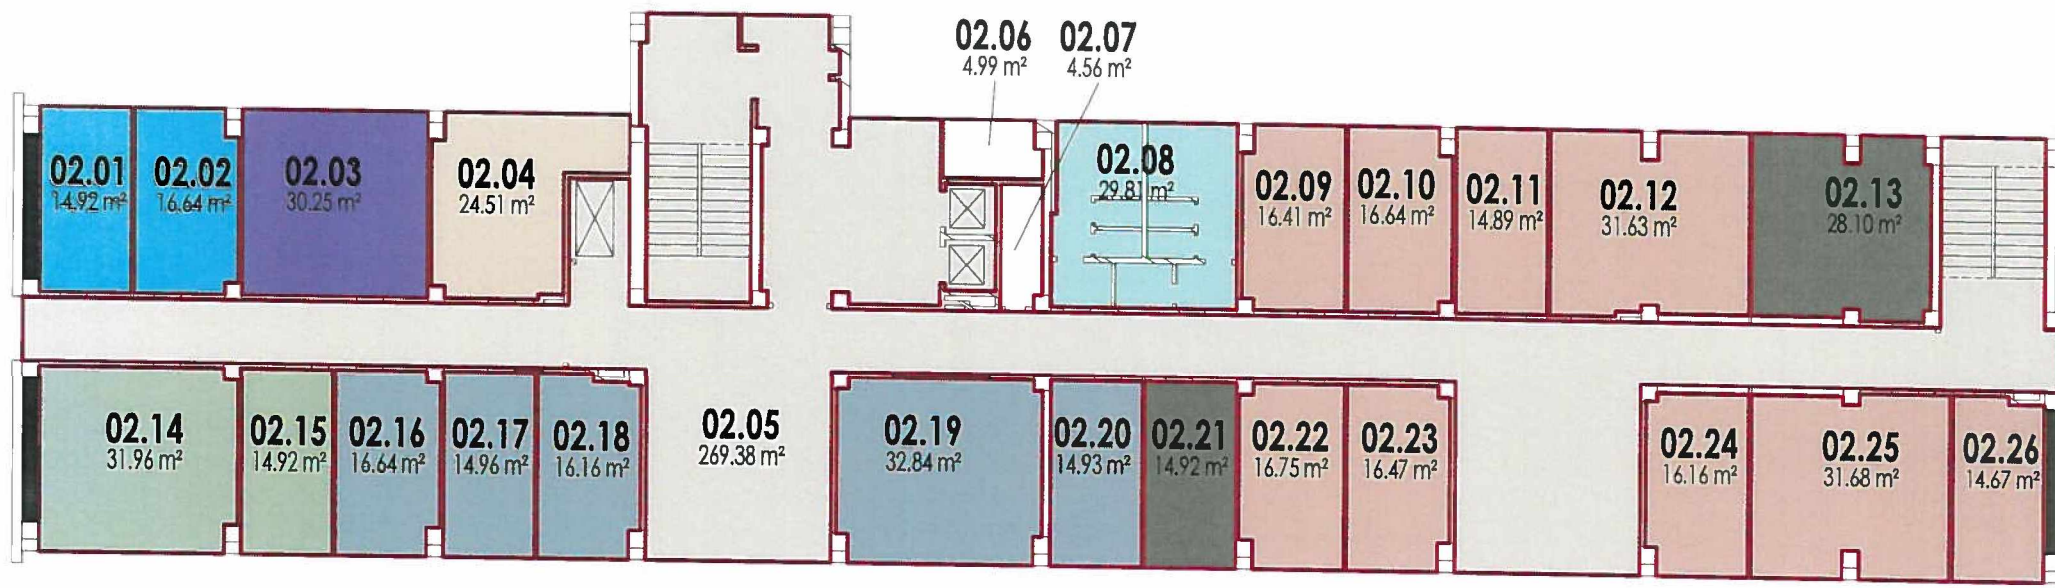 02.06
4.99 m²
02.07
4.56 m²
02.01
14.92 m²
02.02
16.64 m²
02.03
30.25 m²
02.04
24.51 m²
02.08
29.81 m²
02.09
16.41 m²
02.10
16.64 m²
02.11
14.89 m²
02.12
31.63 m²
02.13
28.10 m²
02.14
31.96 m²
02.15
14.92 m²
02.16
16.64 m²
02.17
14.96 m²
02.18
16.16 m²
02.05
269.38 m²
02.19
32.84 m²
02.20
14.93 m²
02.21
14.92 m²
02.22
16.75 m²
02.23
16.47 m²
02.24
16.16 m²
02.25
31.68 m²
02.26
14.67 m²